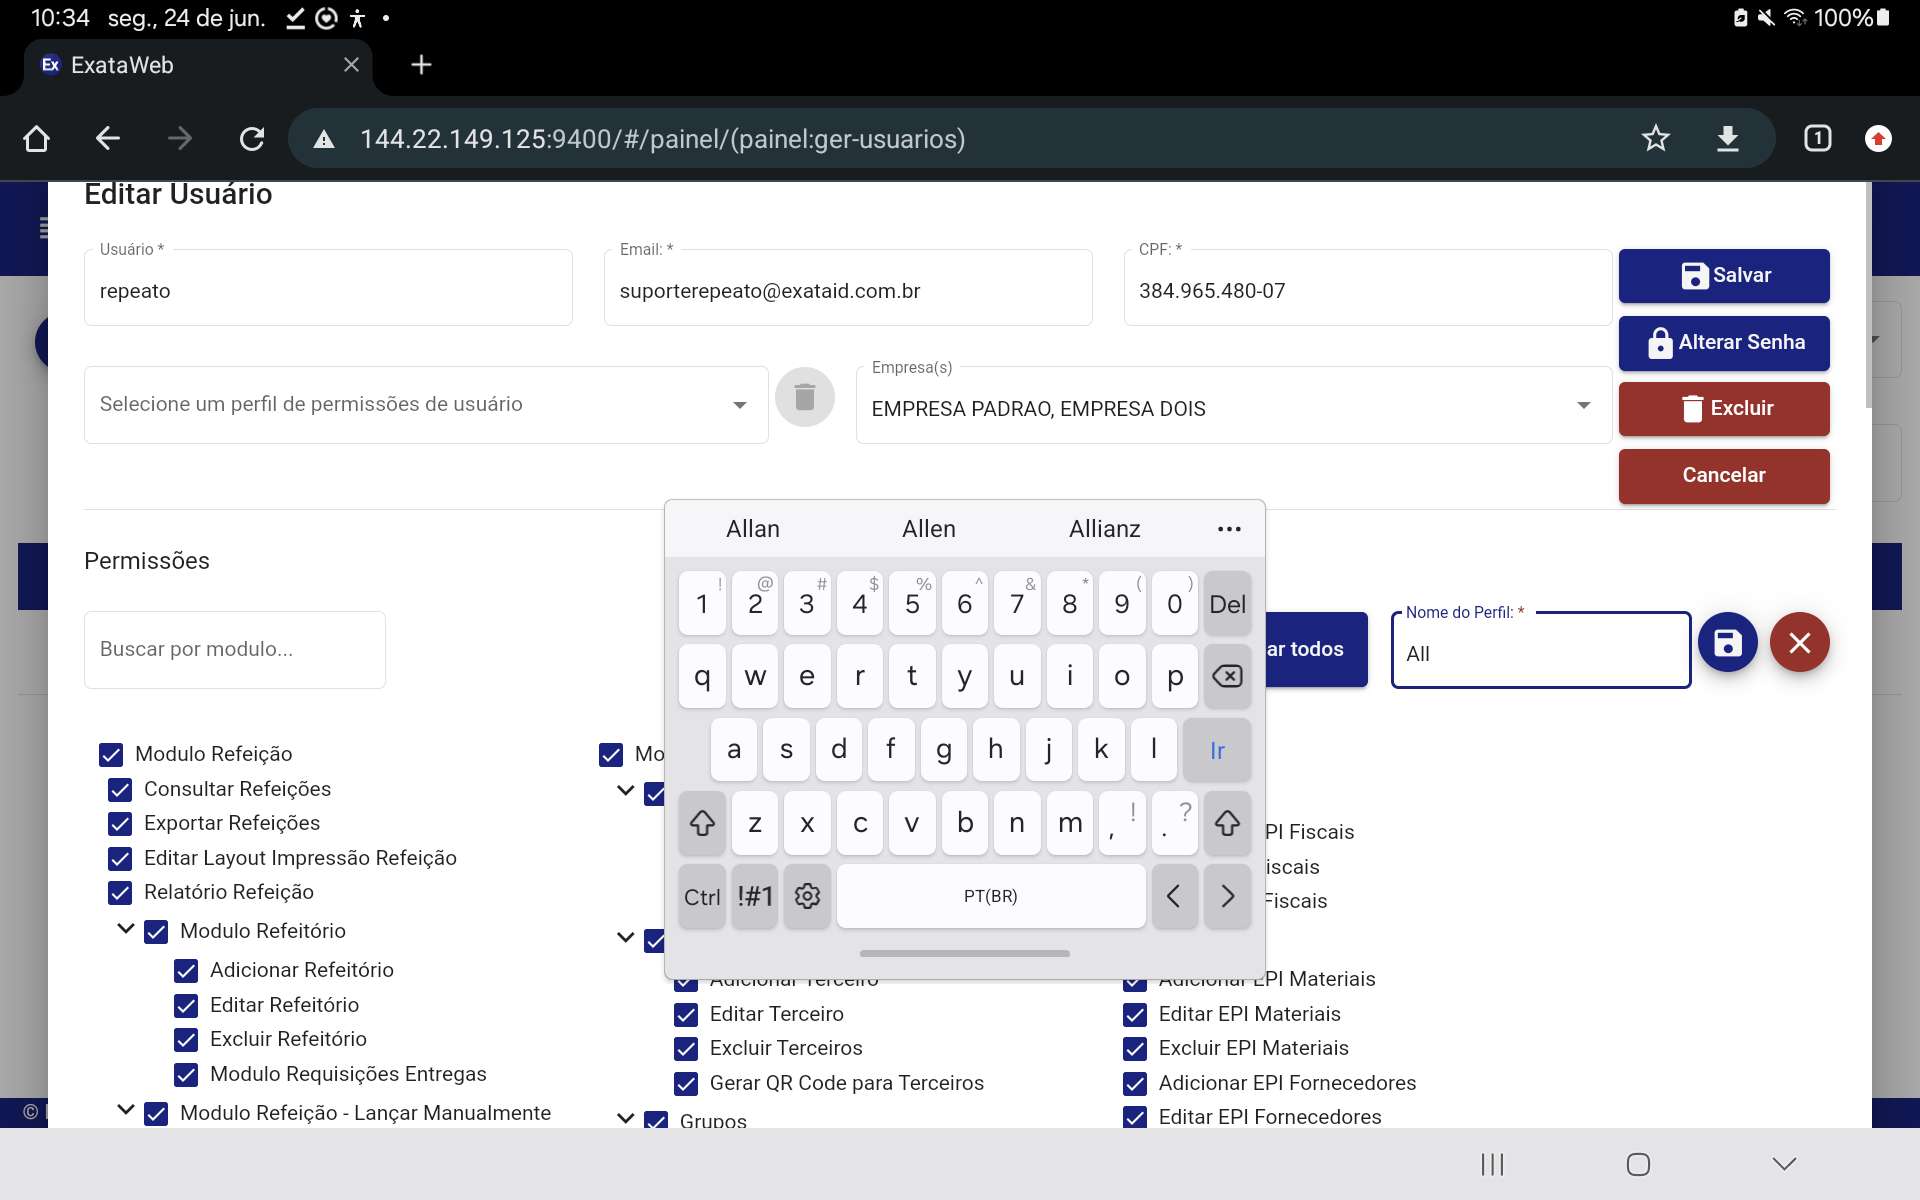 10:34 seg., 24 de jun.
100%
Ex ExataWeb
144.22.149.125:9400/#/painel/(painel:ger-usuarios)
1
Editar Usuário
Usuário *
repeato
Email: *
suporterepeato@exataid.com.br
CPF: *
384.965.480-07
Salvar
Alterar Senha
Selecione um perfil de permissões de usuário
Empresa(s)
EMPRESA PADRAO, EMPRESA DOIS
Excluir
Cancelar
Permissões
Buscar por modulo...
ar todos
Nome do Perfil: *
All
Allan Allen Allianz
! @ # $ % ^ & * ( )
1 2 3 4 5 6 7 8 9 0 Del
q w e r t y u i o p
a s d f g h j k l Ir
z x c v b n m , ! . ?
Ctrl !#1 PT(BR) < >
Modulo Refeição
Consultar Refeições
Exportar Refeições
Editar Layout Impressão Refeição
Relatório Refeição
Modulo Refeitório
Adicionar Refeitório
Editar Refeitório
Excluir Refeitório
Modulo Requisições Entregas
Modulo Refeição - Lançar Manualmente
Mo
Adicionar Terceiro
Editar Terceiro
Excluir Terceiros
Gerar QR Code para Terceiros
Grupos
PI Fiscais
iscais
Fiscais
Adicionar EPI Materiais
Editar EPI Materiais
Excluir EPI Materiais
Adicionar EPI Fornecedores
Editar EPI Fornecedores
©